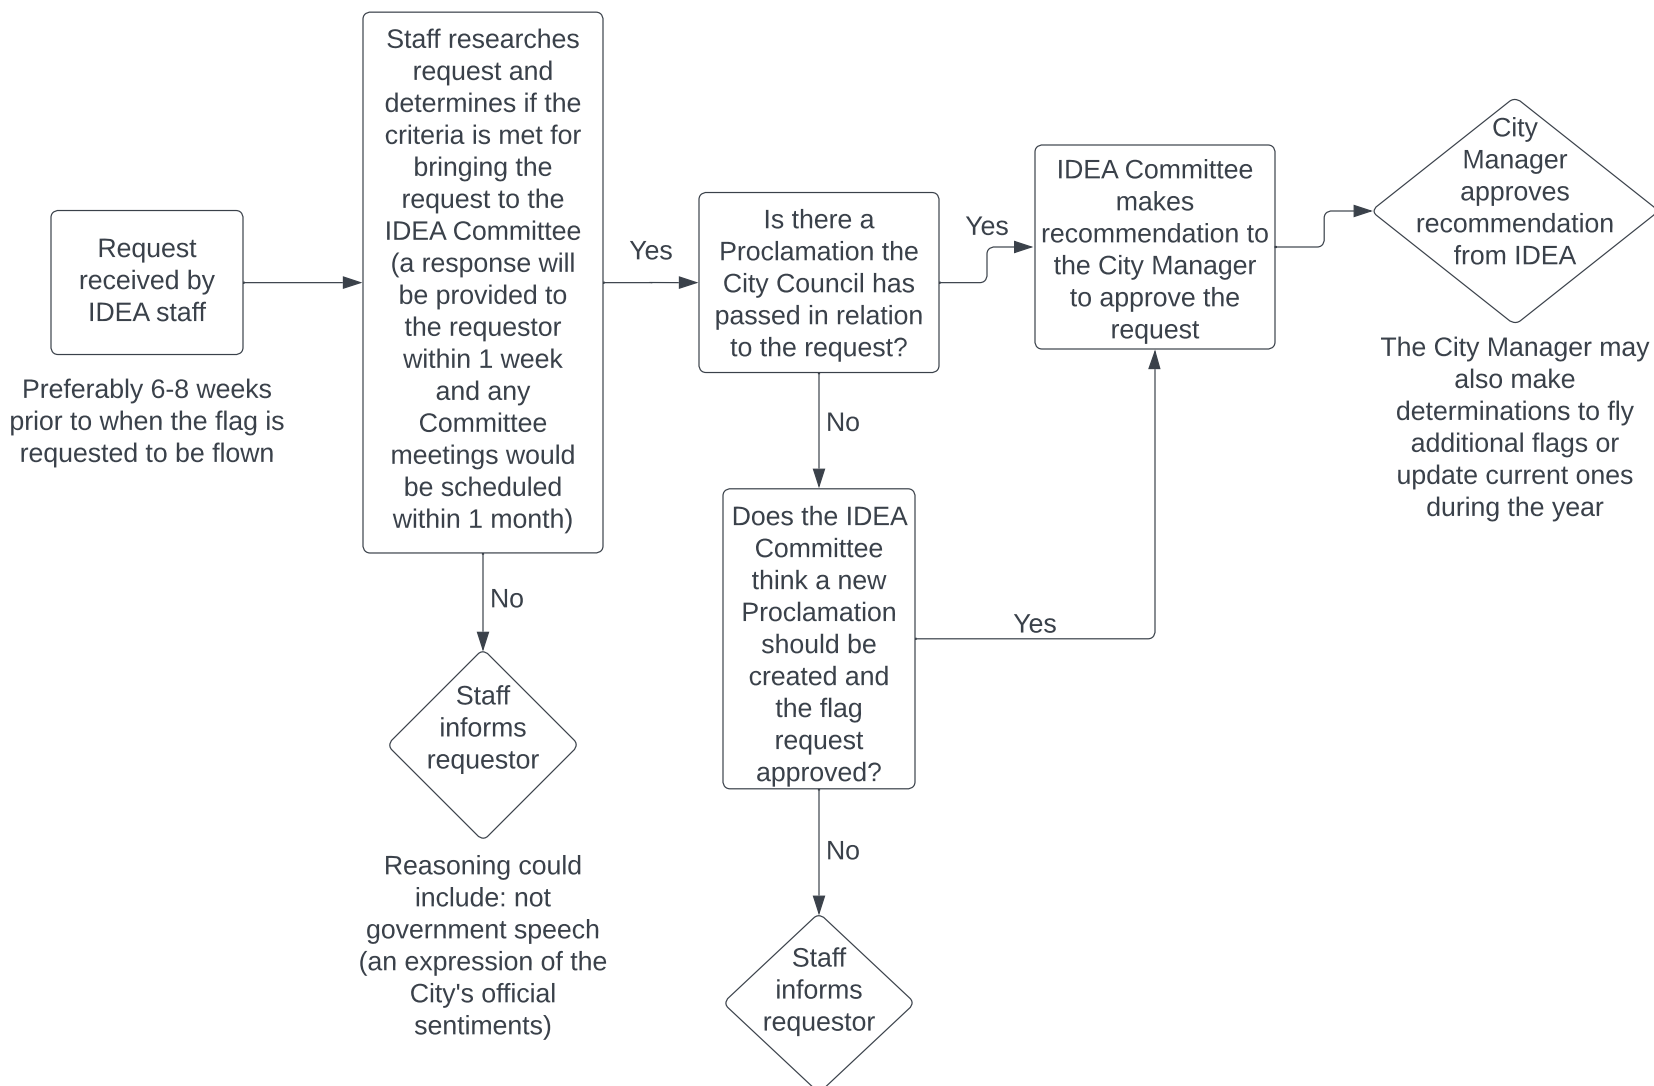 Request
received by
IDEA staff
Preferably 6-8 weeks
prior to when the flag is
requested to be flown
Staff researches
request and
determines if the
criteria is met for
bringing the
request to the
IDEA Committee
(a response will
be provided to
the requestor
within 1 week
and any
Committee
meetings would
be scheduled
within 1 month)
No
Staff
informs
requestor
Reasoning could
include: not
government speech
(an expression of the
City's official
sentiments)
Yes
Is there a
Proclamation the
City Council has
passed in relation
to the request?
No
Does the IDEA
Committee
think a new
Proclamation
should be
created and
the flag
request
approved?
No
Staff
informs
requestor
Yes
Yes
IDEA Committee
makes
recommendation to
the City Manager
to approve the
request
City
Manager
approves
recommendation
from IDEA
The City Manager may
also make
determinations to fly
additional flags or
update current ones
during the year